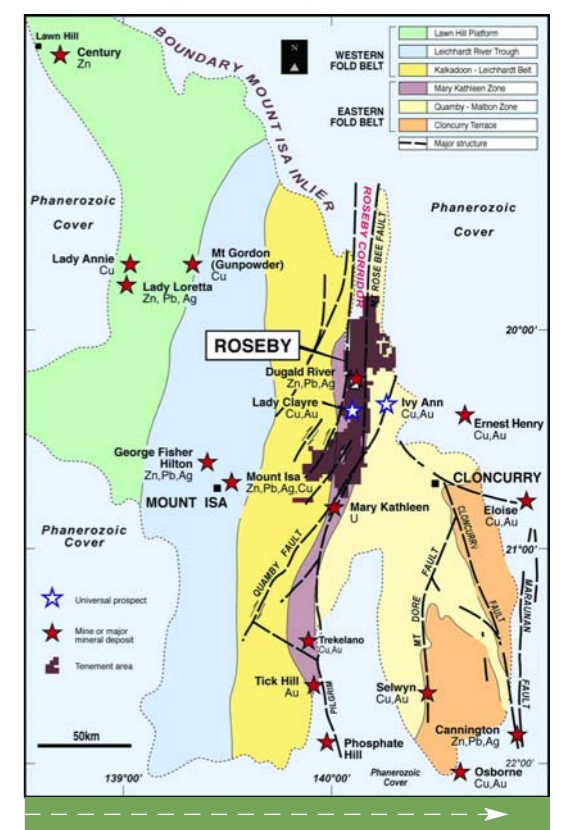 Lawn Hill
Century
Zn
BOUNDARY MOUNT ISA INLIER
N
WESTERN
FOLD BELT
Lawn Hill Platform
Leichhardt River Trough
Kalkadoon - Leichhardt Belt
EASTERN
FOLD BELT
Mary Kathleen Zone
Quamby - Malbon Zone
Cloncurry Terrace
Major structure
Phanerozoic
Cover
Phanerozoic
Cover
ROSEBY CORRIDOR
MT ROSE BEE FAULT
Lady Annie
Cu
Mt Gordon
(Gunpowder)
Cu
Lady Loretta
Zn, Pb, Ag
20°00'
ROSEBY
Dugald River
Zn,Pb,Ag
Lady Clayre
Cu,Au
Ivy Ann
Cu,Au
Ernest Henry
Cu,Au
George Fisher
Hilton
Zn,Pb,Ag
Mount Isa
Zn,Pb,Ag,Cu
MOUNT ISA
CLONCURRY
Eloise
Cu,Au
Mary Kathleen
U
Phanerozoic
Cover
21°00'
QUAMBY FAULT
CLONCURRY FAULT
MT DORE FAULT
MARAUNAN FAULT
Universal prospect
Mine or major
mineral deposit
Tenement area
Trekelano
Cu,Au
Tick Hill
Au
PILGRIM
Selwyn
Cu,Au
Cannington
Zn,Pb,Ag
50km
Phosphate
Hill
Phanerozoic
Cover
Osborne
Cu,Au
22°00'
139°00'
140°00'